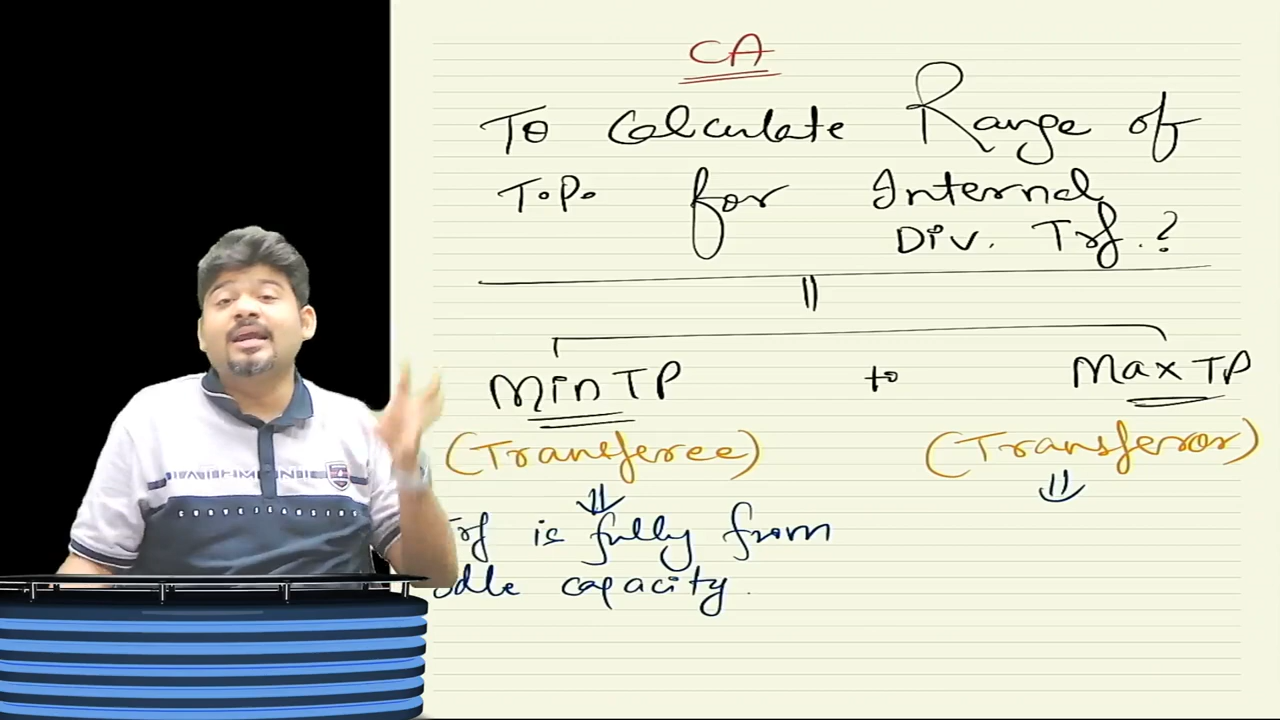 CA
To Calculate Range of
T.P. for Internal
Div. Trf.?
Min TP to Max TP
(Transferee) (Transferor)
Trf is fully from
capacity.